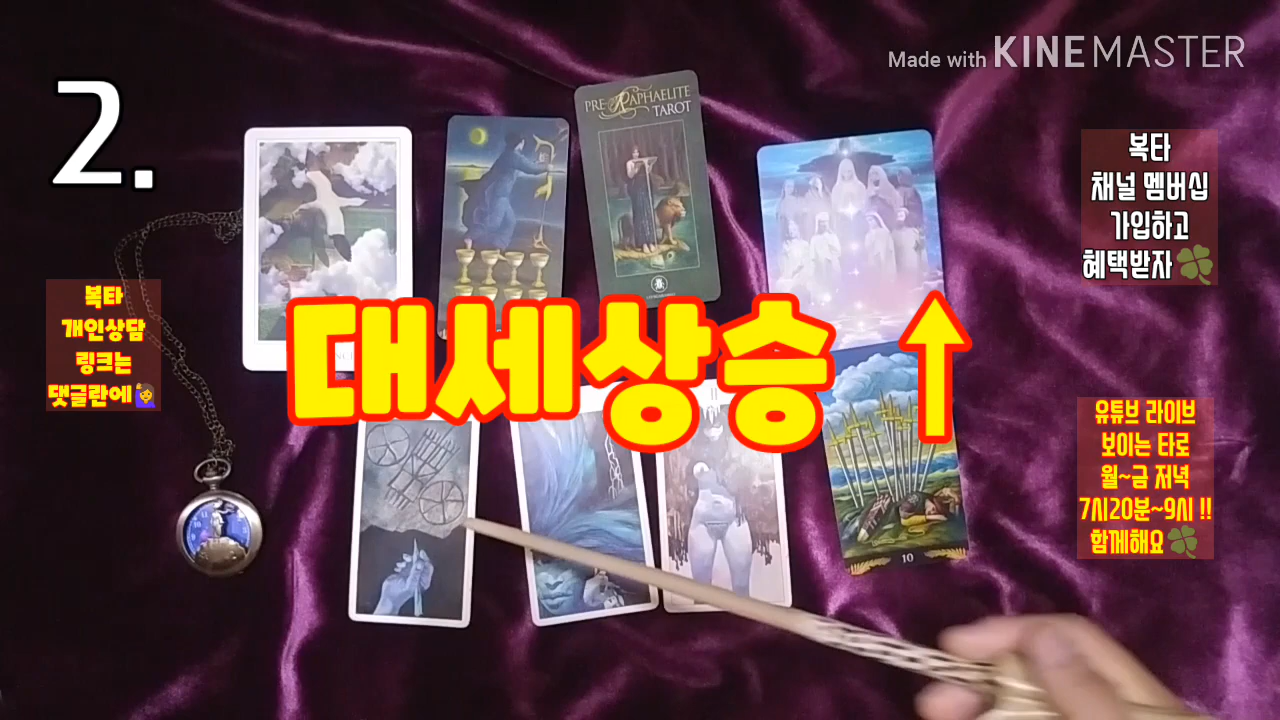 Made with KINEMASTER
2.
PRE-RAPHAELITE
TAROT
복타
채널 멤버십
가입하고
혜택받자🍀
복타
개인상담
링크는
댓글란에🙋‍♀️
대세상승 ↑
유튜브 라이브
보이는 타로
월~금 저녁
7시20분~9시 !!
함께해요🍀
10